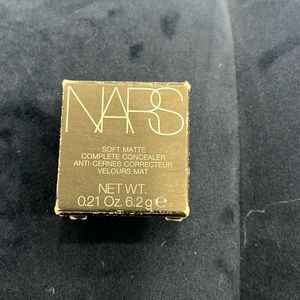 NARS
SOFT MATTE
COMPLETE CONCEALER
ANTI-CERNES CORRECTEUR
VELOURS MAT
NET WT.
0.21 Oz. 6.2 g ℮